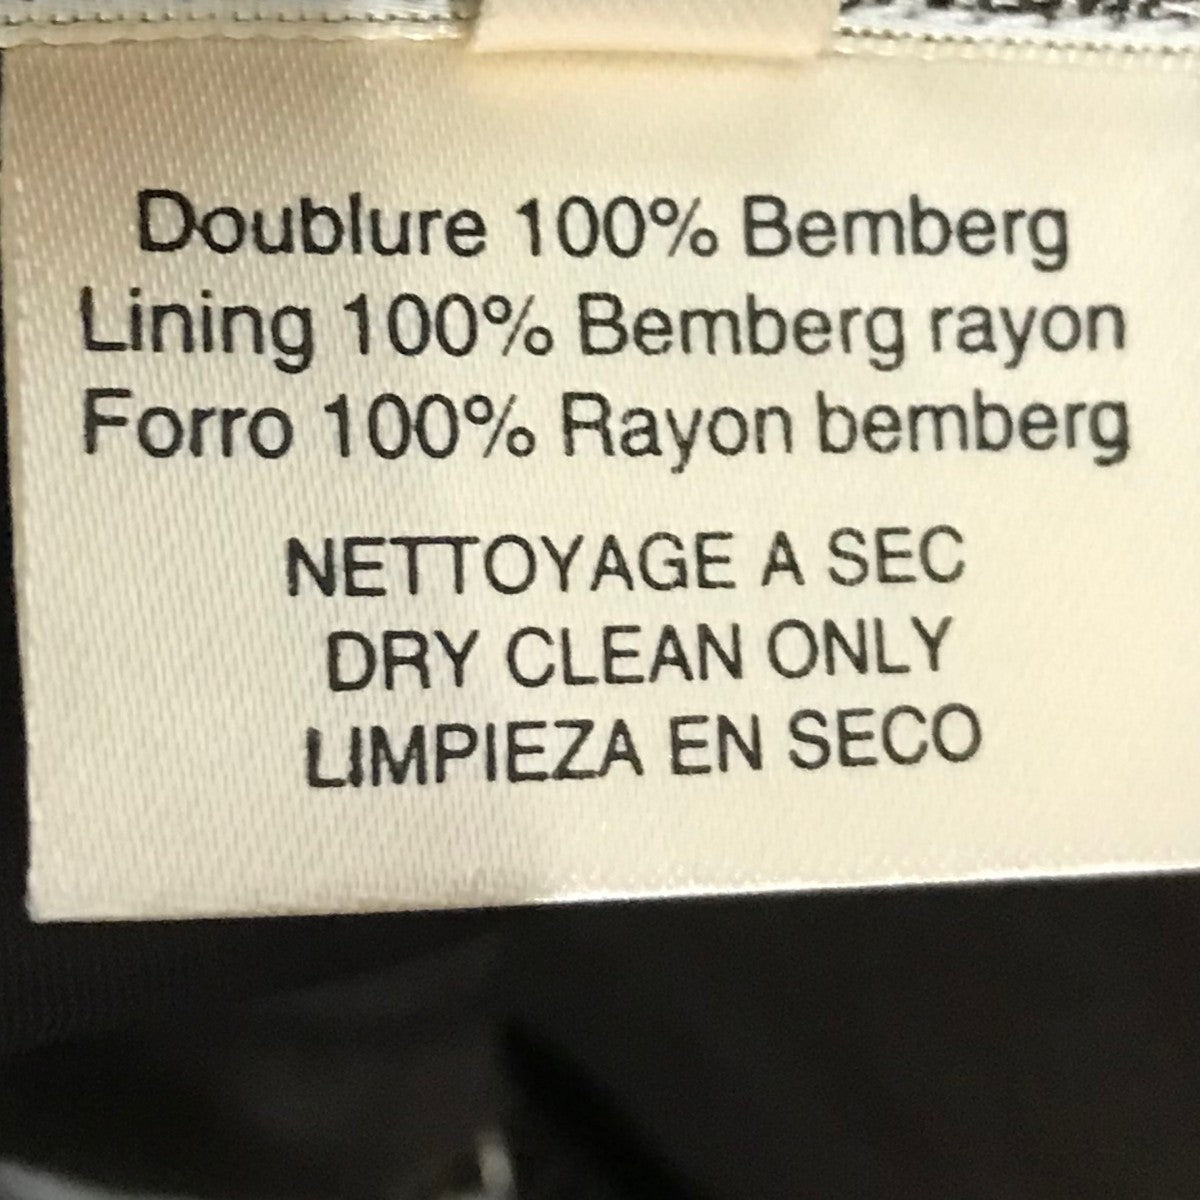 Doublure 100% Bemberg
Lining 100% Bemberg rayon
Forro 100% Rayon bemberg
NETTOYAGE A SEC
DRY CLEAN ONLY
LIMPIEZA EN SECO